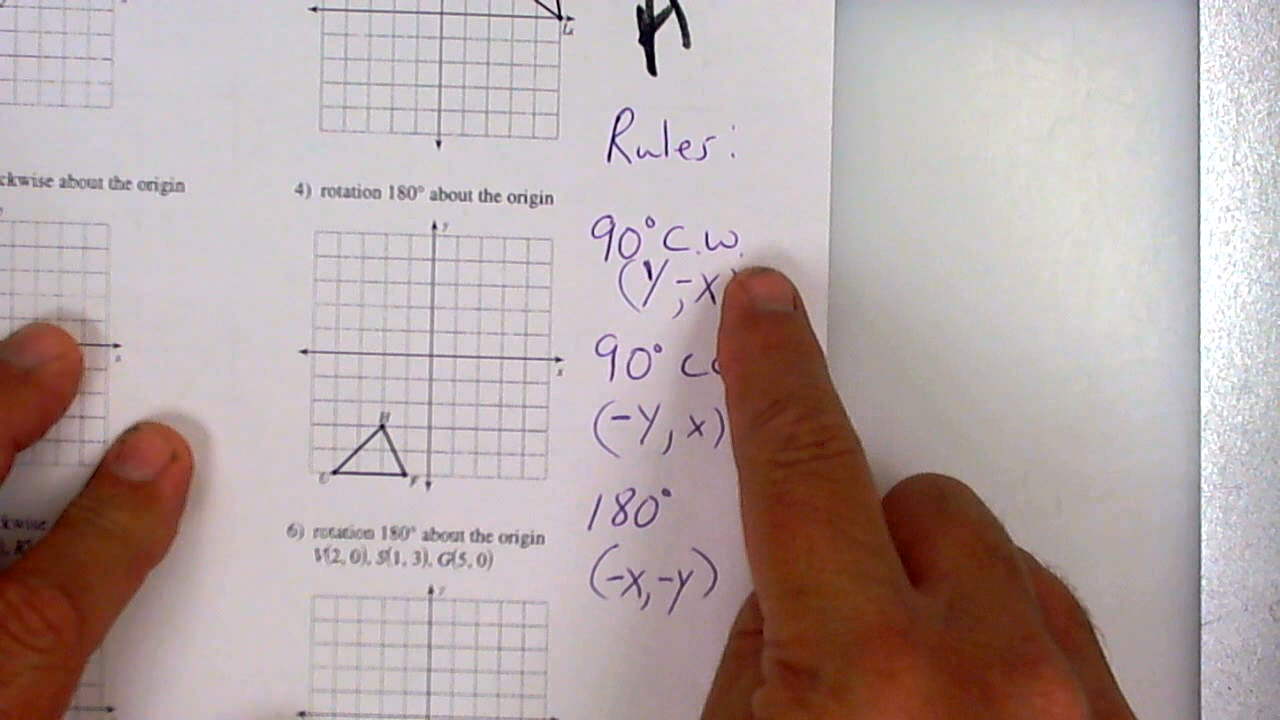 Rules:
ckwise about the origin
4) rotation 180° about the origin
y
x
90° C.W.
(Y,-X)
90° cc
(-Y, x)
180°
(-x,-y)
6) rotation 180° about the origin
V(2, 0), S(1, 3), G(5, 0)
y